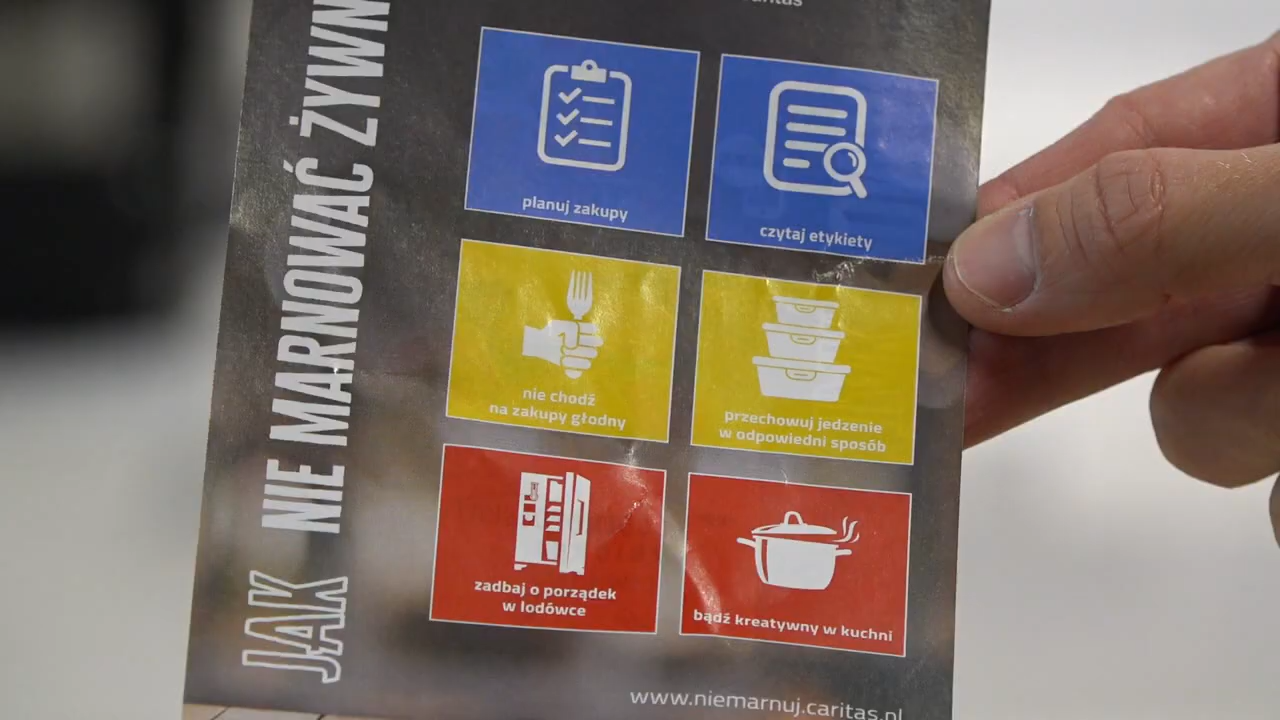 JAK NIE MARNOWAĆ ŻYWN
planuj zakupy
czytaj etykiety
nie chodź
na zakupy głodny
przechowuj jedzenie
w odpowiedni sposób
zadbaj o porządek
w lodówce
bądź kreatywny w kuchni
www.niemarnuj.caritas.pl